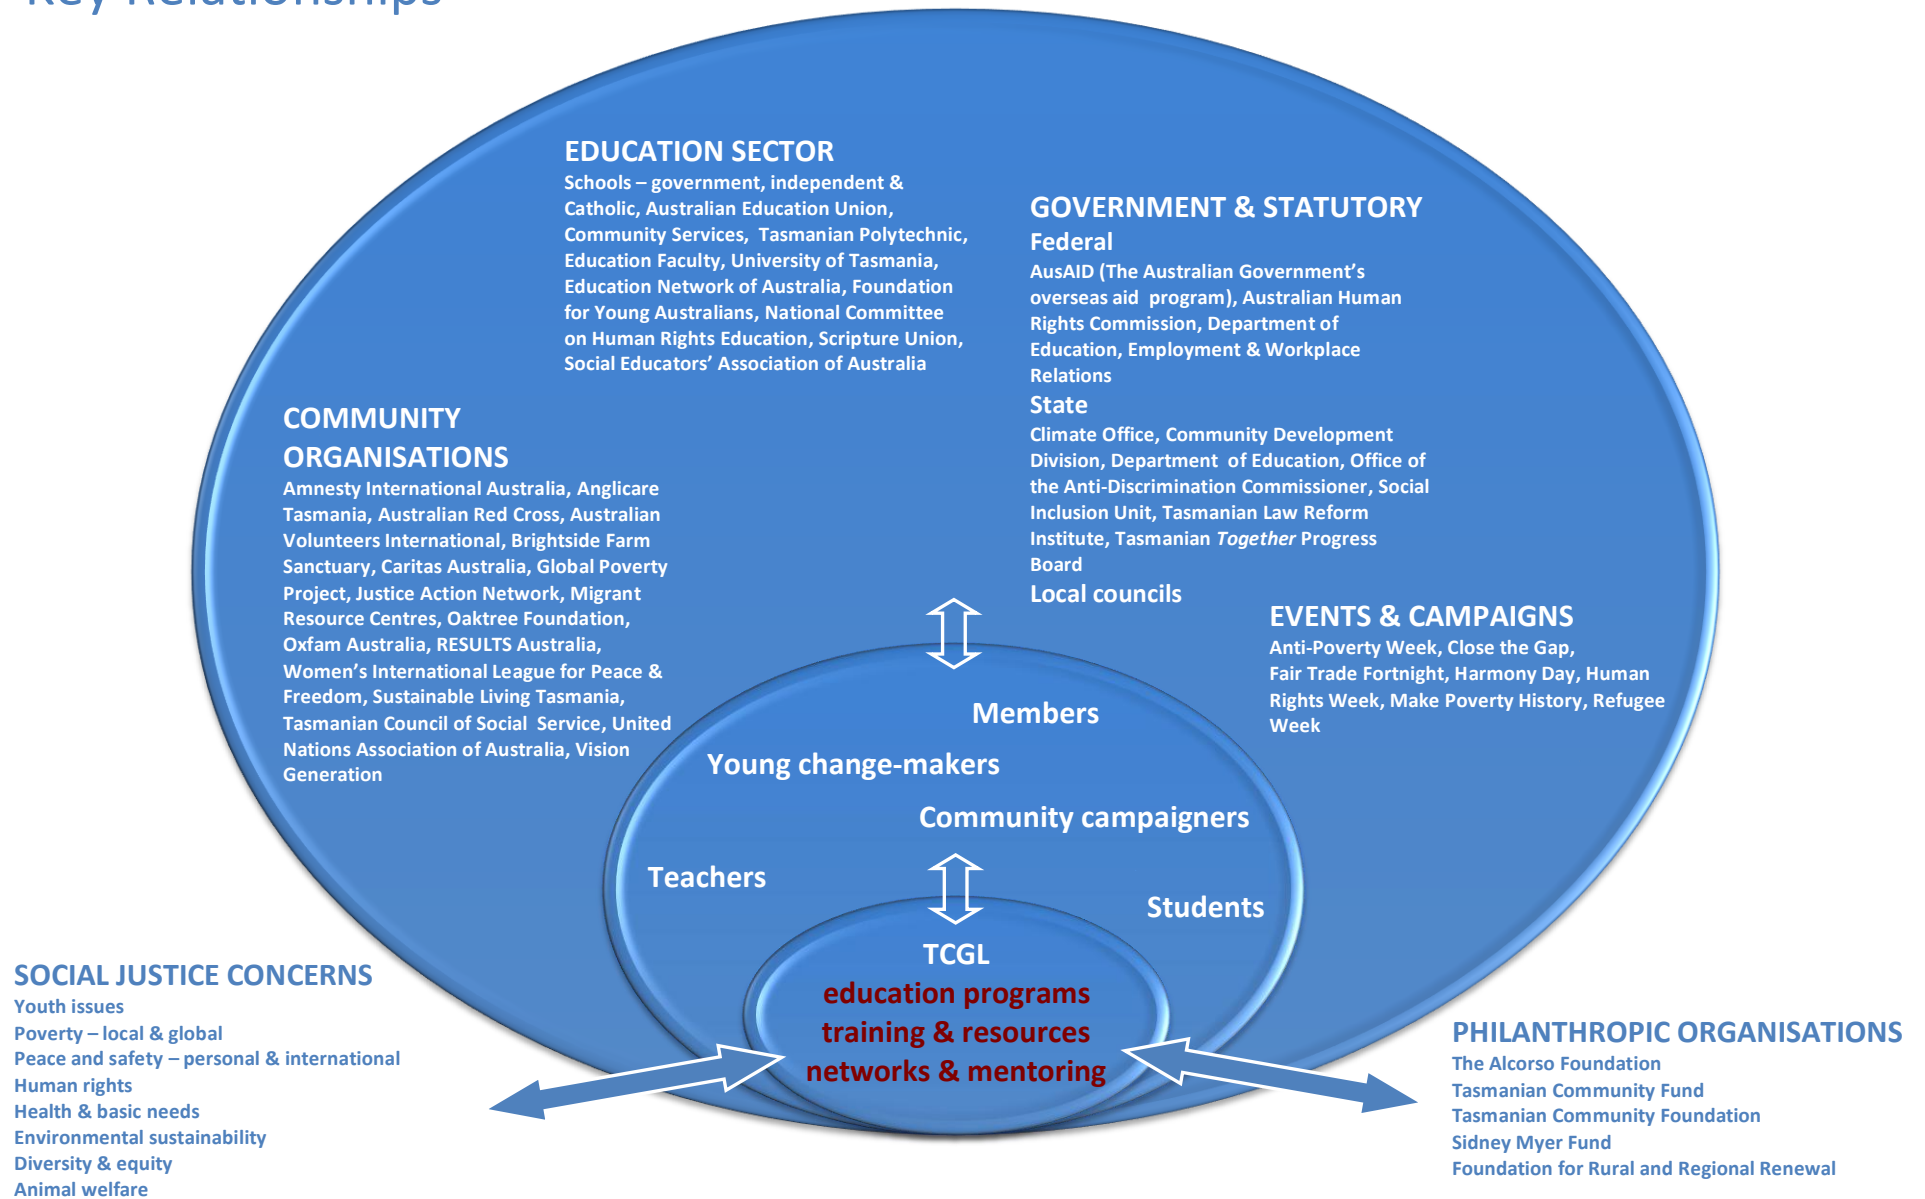 Key Relationships
EDUCATION SECTOR
Schools – government, independent &
Catholic, Australian Education Union,
Community Services, Tasmanian Polytechnic,
Education Faculty, University of Tasmania,
Education Network of Australia, Foundation
for Young Australians, National Committee
on Human Rights Education, Scripture Union,
Social Educators’ Association of Australia
GOVERNMENT & STATUTORY
Federal
AusAID (The Australian Government’s
overseas aid program), Australian Human
Rights Commission, Department of
Education, Employment & Workplace
Relations
State
Climate Office, Community Development
Division, Department of Education, Office of
the Anti-Discrimination Commissioner, Social
Inclusion Unit, Tasmanian Law Reform
Institute, Tasmanian Together Progress
Board
Local councils
COMMUNITY
ORGANISATIONS
Amnesty International Australia, Anglicare
Tasmania, Australian Red Cross, Australian
Volunteers International, Brightside Farm
Sanctuary, Caritas Australia, Global Poverty
Project, Justice Action Network, Migrant
Resource Centres, Oaktree Foundation,
Oxfam Australia, RESULTS Australia,
Women’s International League for Peace &
Freedom, Sustainable Living Tasmania,
Tasmanian Council of Social Service, United
Nations Association of Australia, Vision
Generation
EVENTS & CAMPAIGNS
Anti-Poverty Week, Close the Gap,
Fair Trade Fortnight, Harmony Day, Human
Rights Week, Make Poverty History, Refugee
Week
Members
Young change-makers
Community campaigners
Teachers
Students
TCGL
education programs
training & resources
networks & mentoring
SOCIAL JUSTICE CONCERNS
Youth issues
Poverty – local & global
Peace and safety – personal & international
Human rights
Health & basic needs
Environmental sustainability
Diversity & equity
Animal welfare
PHILANTHROPIC ORGANISATIONS
The Alcorso Foundation
Tasmanian Community Fund
Tasmanian Community Foundation
Sidney Myer Fund
Foundation for Rural and Regional Renewal